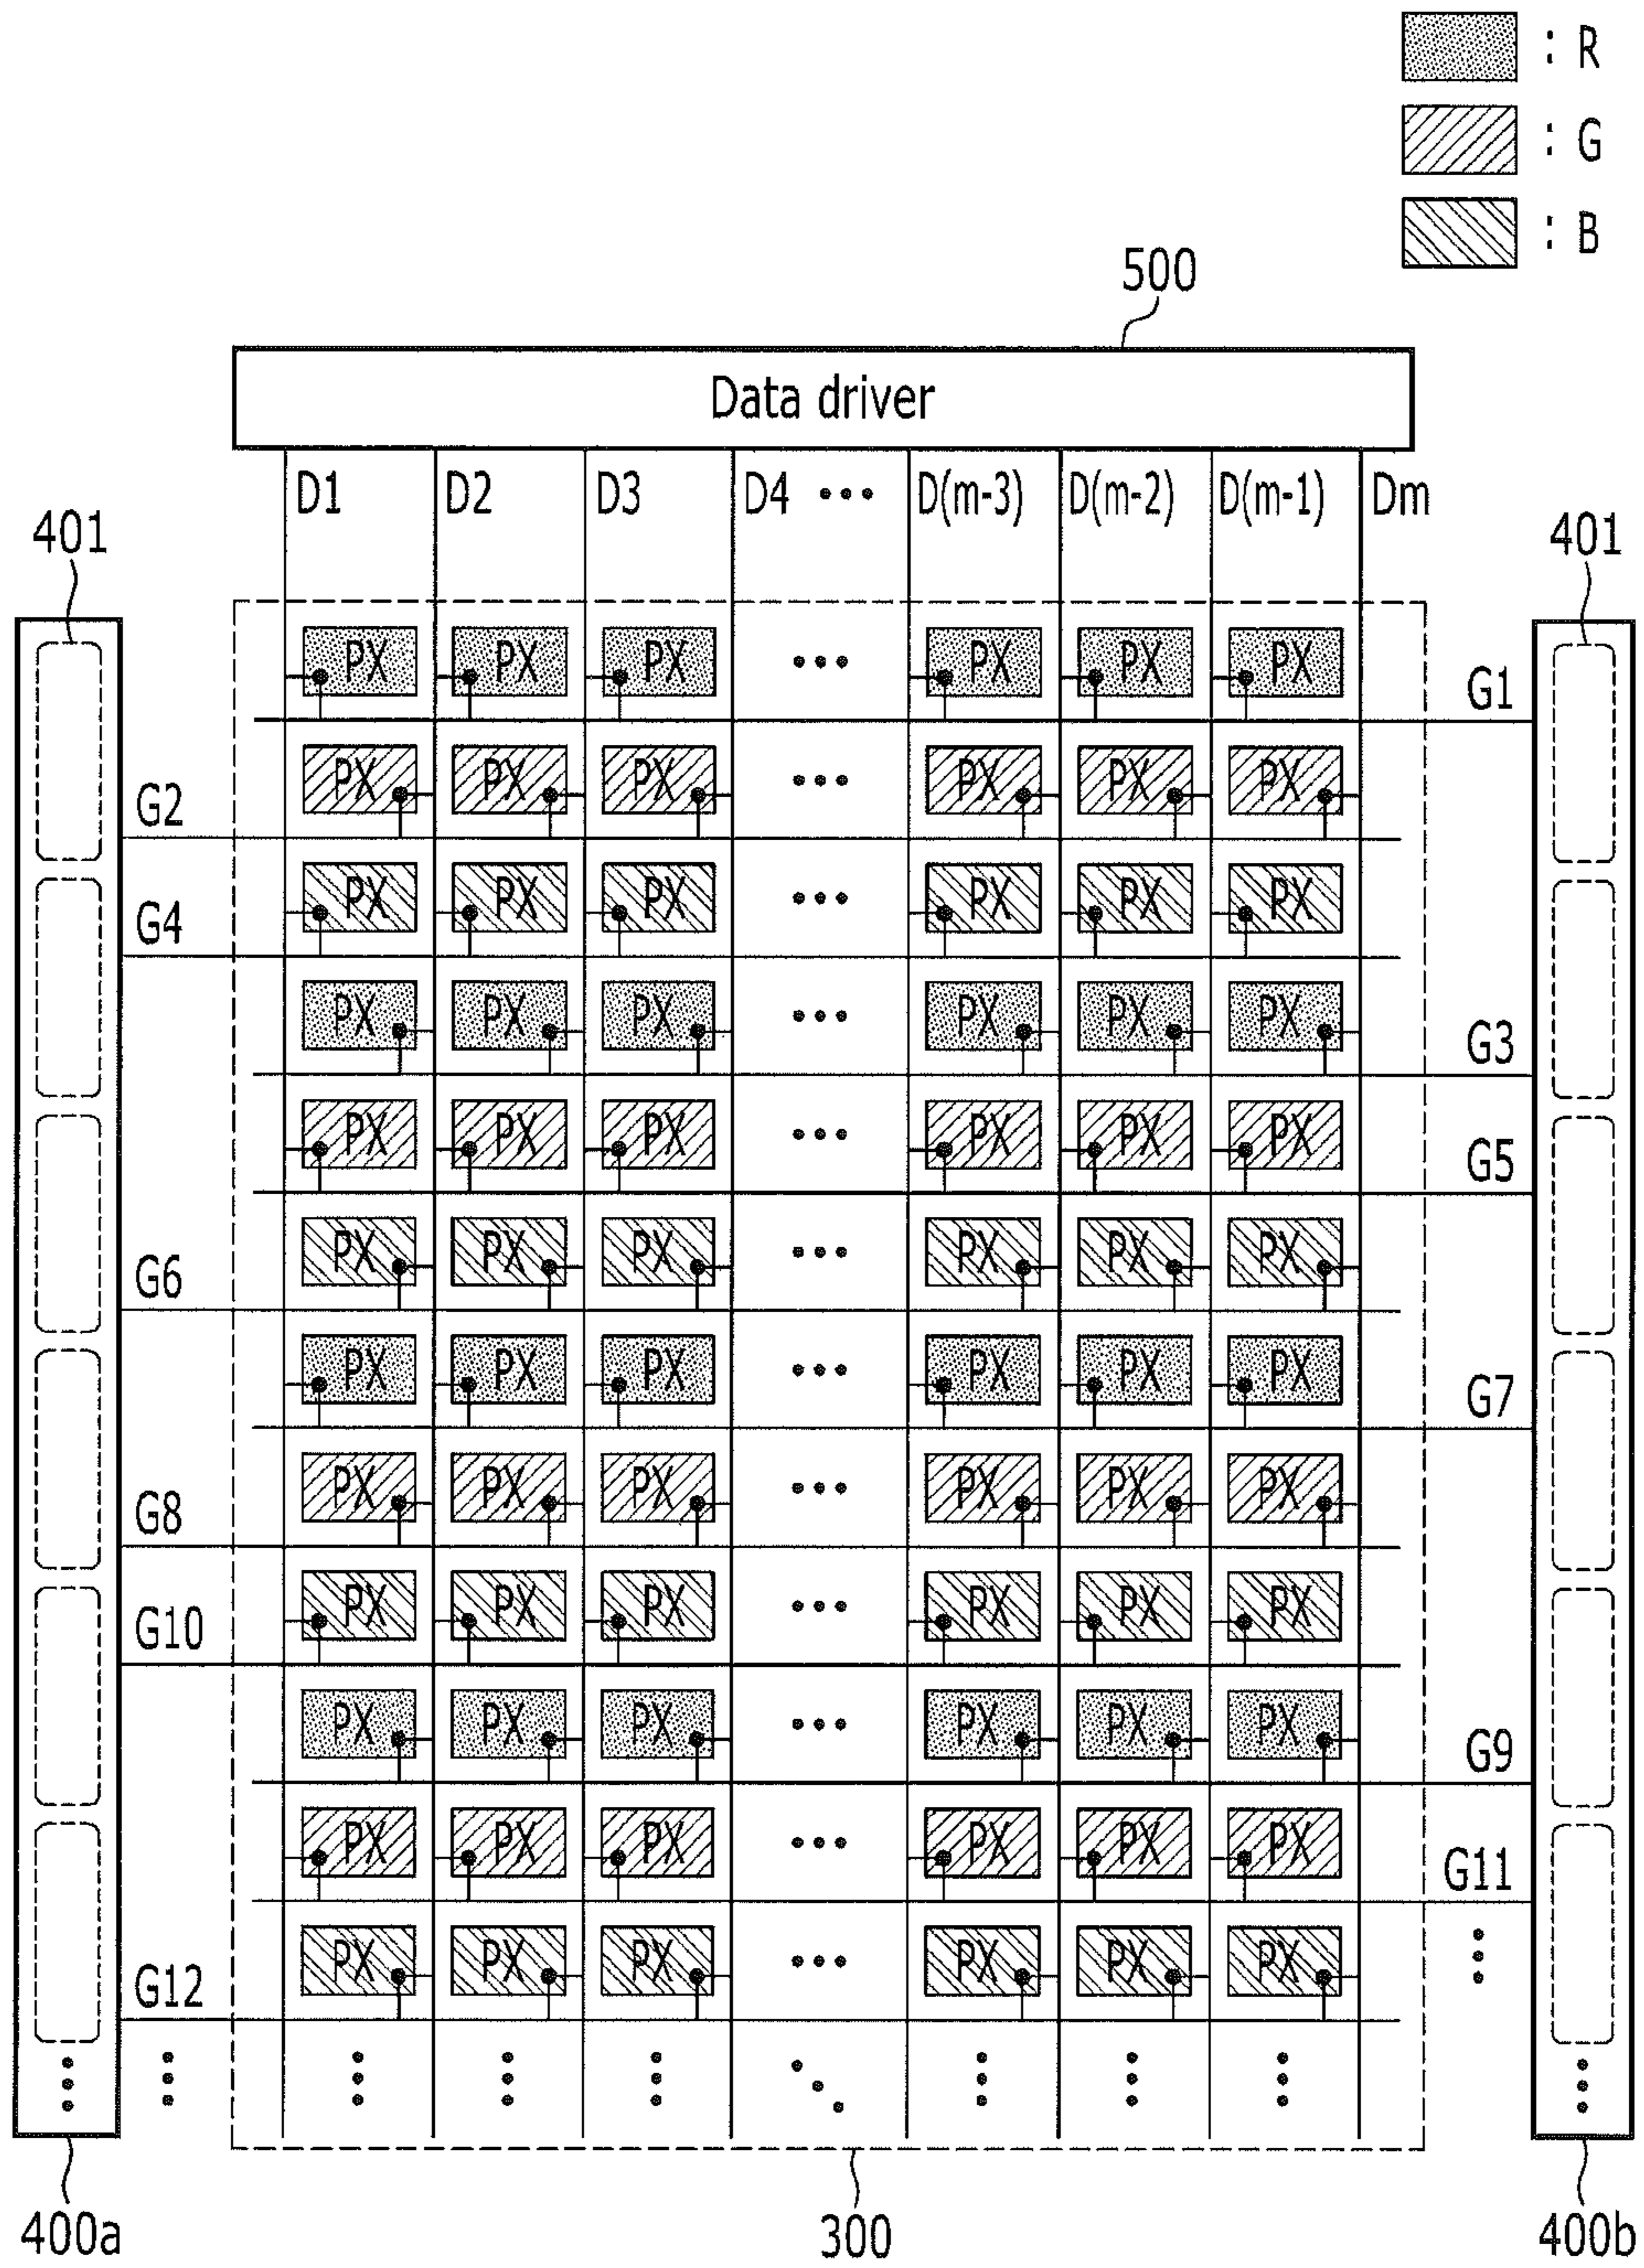 : R
: G
: B
500
Data driver
D1 D2 D3 D4 ••• D(m-3) D(m-2) D(m-1) Dm
401 401
PX PX PX ••• PX PX PX
G1
PX PX PX ••• PX PX PX
G2
PX PX PX ••• PX PX PX
G4
PX PX PX ••• PX PX PX
G3
PX PX PX ••• PX PX PX
G5
PX PX PX ••• PX PX PX
G6
PX PX PX ••• PX PX PX
G7
PX PX PX ••• PX PX PX
G8
PX PX PX ••• PX PX PX
G10
PX PX PX ••• PX PX PX
G9
PX PX PX ••• PX PX PX
G11
PX PX PX ••• PX PX PX
G12
400a 300 400b